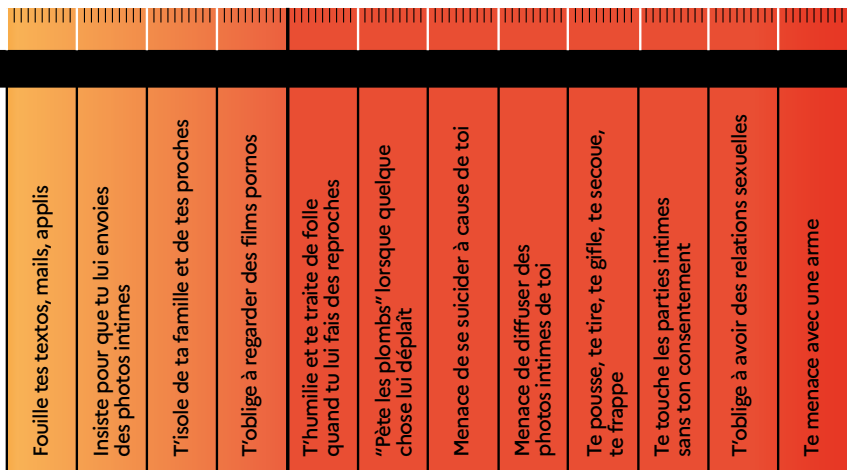 Fouille tes textos, mails, applis
Insiste pour que tu lui envoies
des photos intimes
T'isole de ta famille et de tes proches
T'oblige à regarder des films pornos
T'humilie et te traite de folle
quand tu lui fais des reproches
"Pète les plombs" lorsque quelque
chose lui déplaît
Menace de se suicider à cause de toi
Menace de diffuser des
photos intimes de toi
Te pousse, te tire, te gifle, te secoue,
te frappe
Te touche les parties intimes
sans ton consentement
T'oblige à avoir des relations sexuelles
Te menace avec une arme